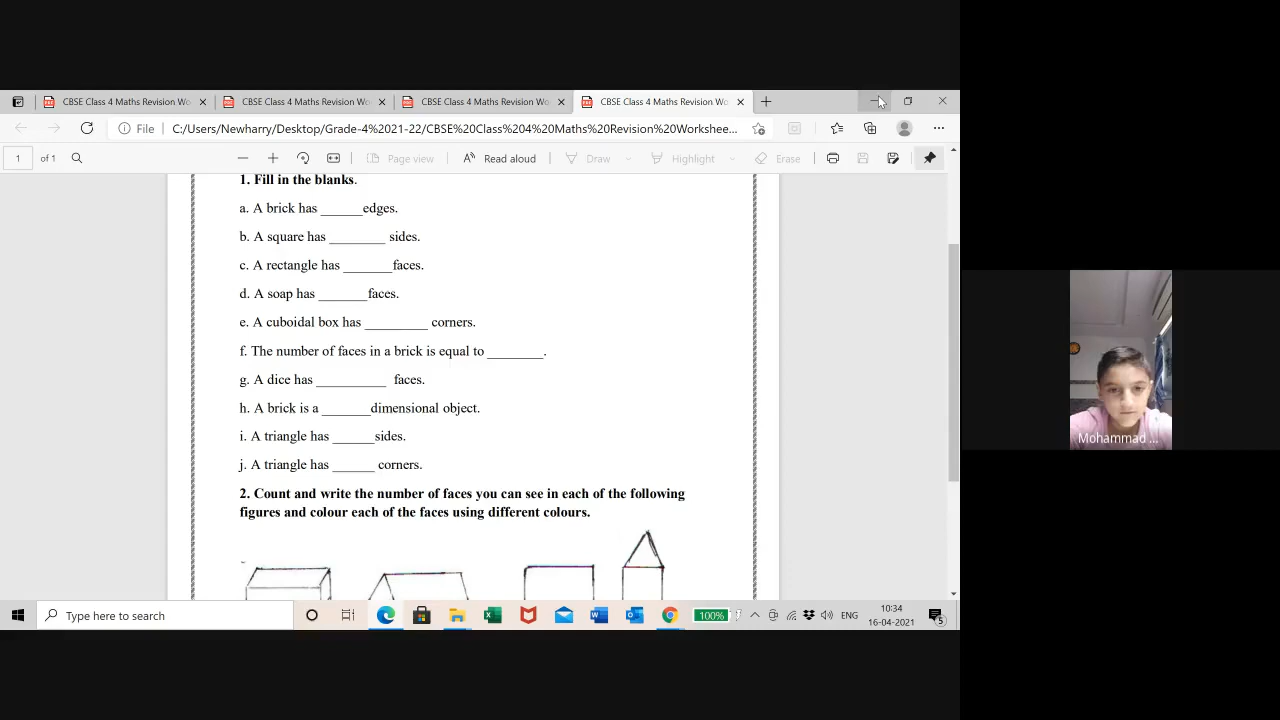 CBSE Class 4 Maths Revision Wo
CBSE Class 4 Maths Revision Wo
CBSE Class 4 Maths Revision Wo
CBSE Class 4 Maths Revision Wo
File
C:/Users/Newharry/Desktop/Grade-4%2021-22/CBSE%20Class%204%20Maths%20Revision%20Workshee...
1 of 1
Page view
Read aloud
Draw
Highlight
Erase
1. Fill in the blanks.
a. A brick has ______edges.
b. A square has ________ sides.
c. A rectangle has _______faces.
d. A soap has _______faces.
e. A cuboidal box has _________ corners.
f. The number of faces in a brick is equal to ________.
g. A dice has __________ faces.
h. A brick is a _______dimensional object.
i. A triangle has ______sides.
j. A triangle has ______ corners.
2. Count and write the number of faces you can see in each of the following
figures and colour each of the faces using different colours.
Mohammad ...
Type here to search
100%
ENG
10:34
16-04-2021
5